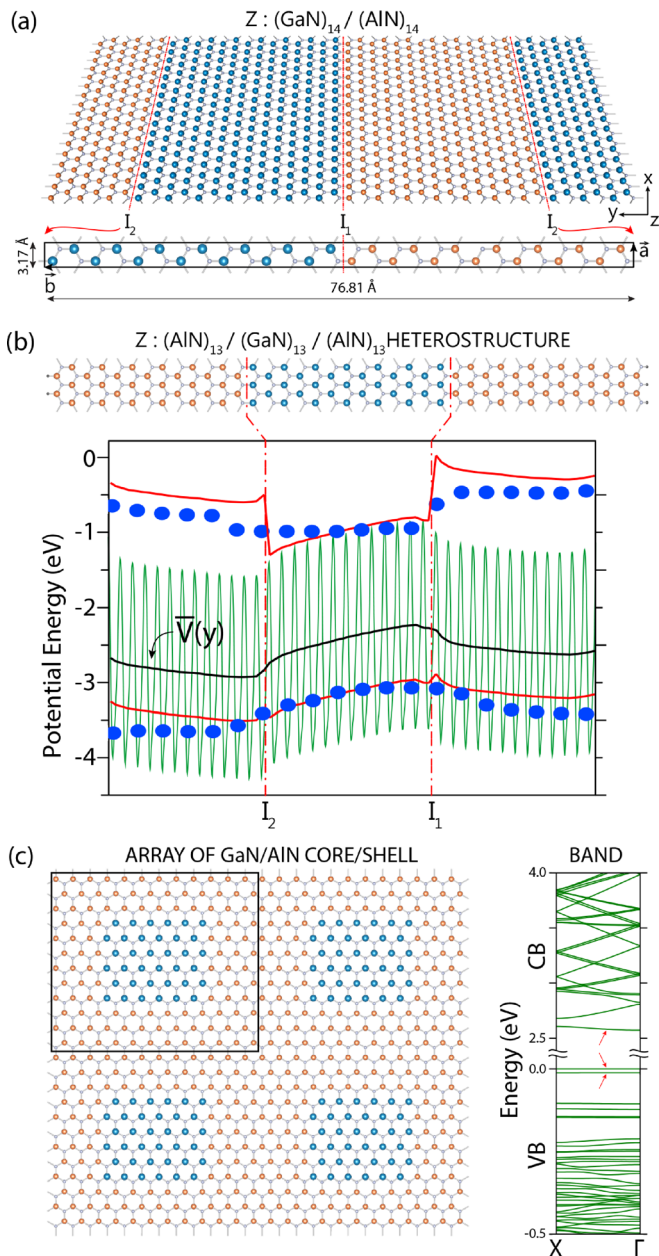 (a)
Z : (GaN)14 / (AlN)14
x
y
z
I2
I1
I2
3.17 Å
a
b
76.81 Å
(b)
Z : (AlN)13 / (GaN)13 / (AlN)13 HETEROSTRUCTURE
Potential Energy (eV)
0
-1
-2
V(y)
-3
-4
I2
I1
(c)
ARRAY OF GaN/AlN CORE/SHELL
BAND
Energy (eV)
4.0
CB
2.5
0.0
VB
-0.5
X
Γ